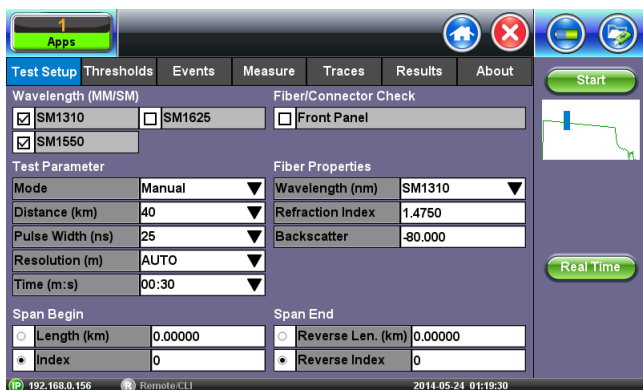 1
Apps
Test Setup Thresholds Events Measure Traces Results About
Start
Wavelength (MM/SM) Fiber/Connector Check
SM1310 SM1625 Front Panel
SM1550
Test Parameter Fiber Properties
Mode Manual Wavelength (nm) SM1310
Distance (km) 40 Refraction Index 1.4750
Pulse Width (ns) 25 Backscatter -80.000
Resolution (m) AUTO
Real Time
Time (m:s) 00:30
Span Begin Span End
Length (km) 0.00000 Reverse Len. (km) 0.00000
Index 0 Reverse Index 0
IP 192.168.0.156 R Remote/CLI 2014-05-24 01:19:30